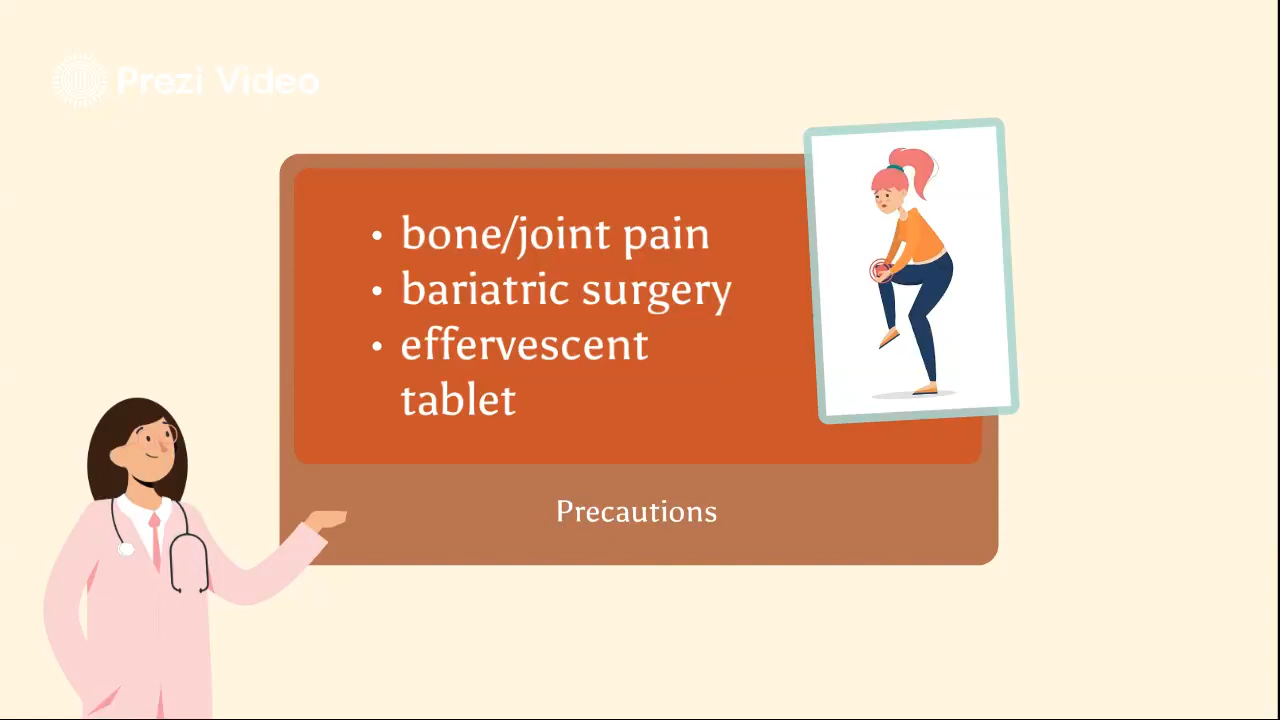 Prezi Video
• bone/joint pain
• bariatric surgery
• effervescent
tablet
Precautions